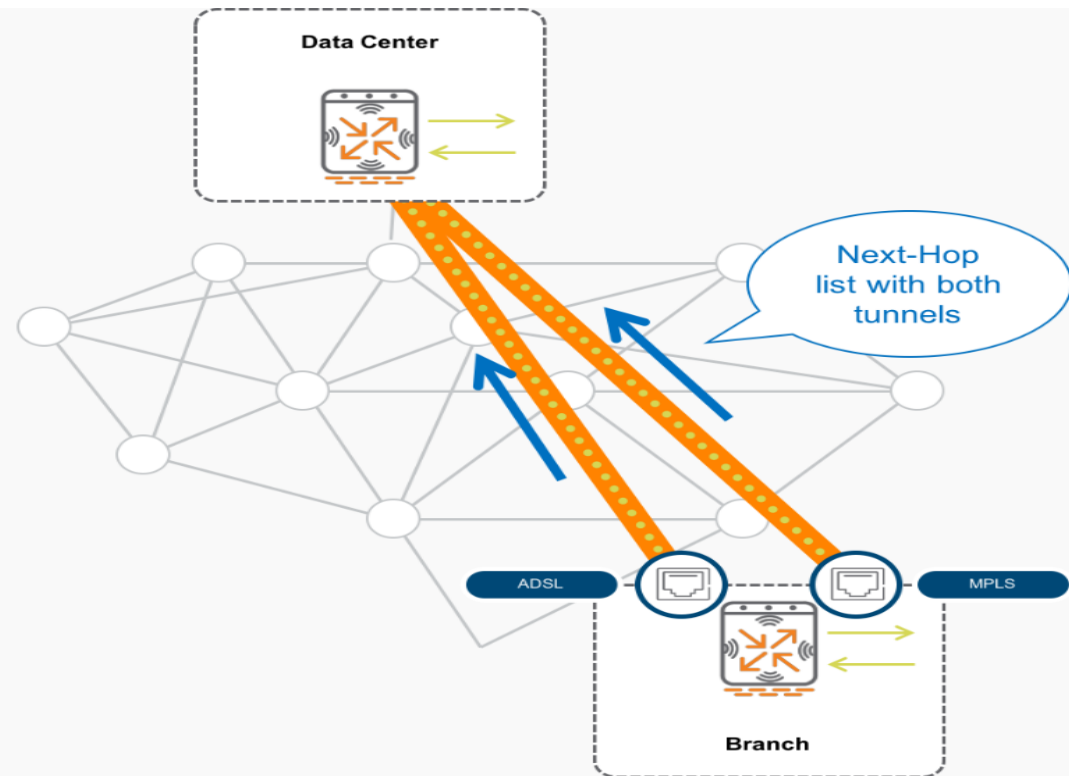 Data Center
Next-Hop
list with both
tunnels
ADSL
MPLS
Branch